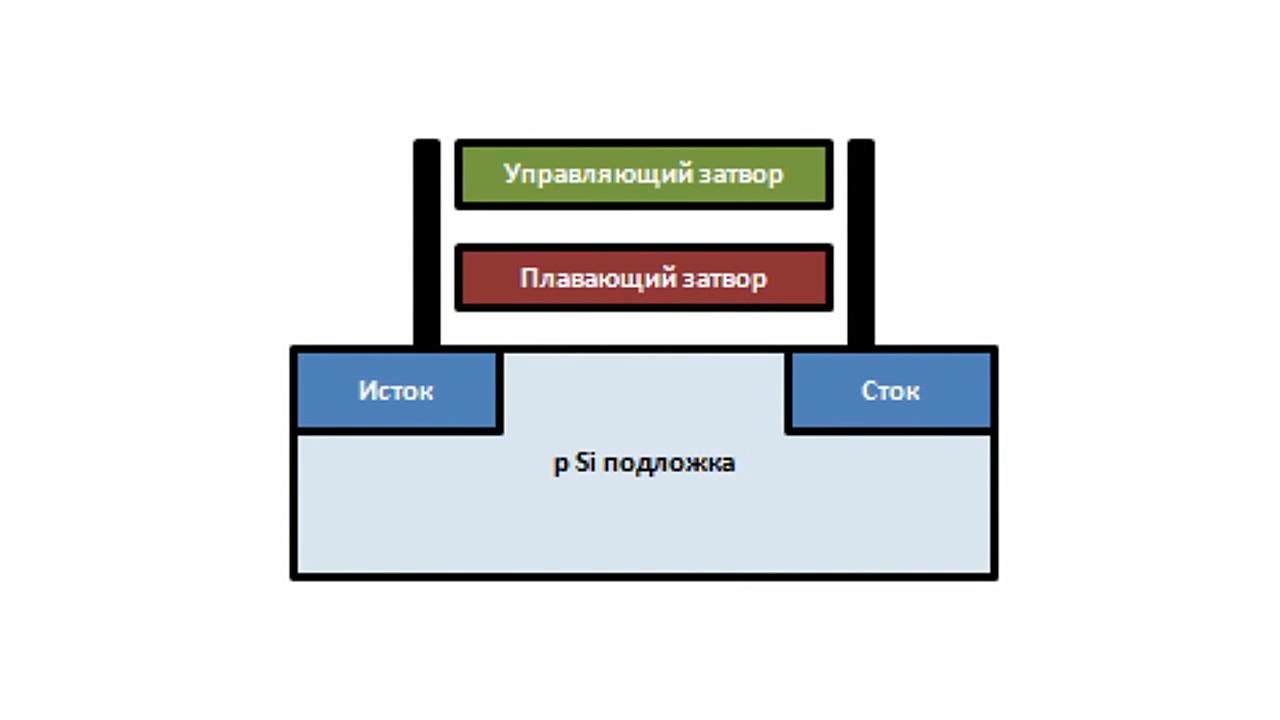 Управляющий затвор
Плавающий затвор
Исток
Сток
p Si подложка